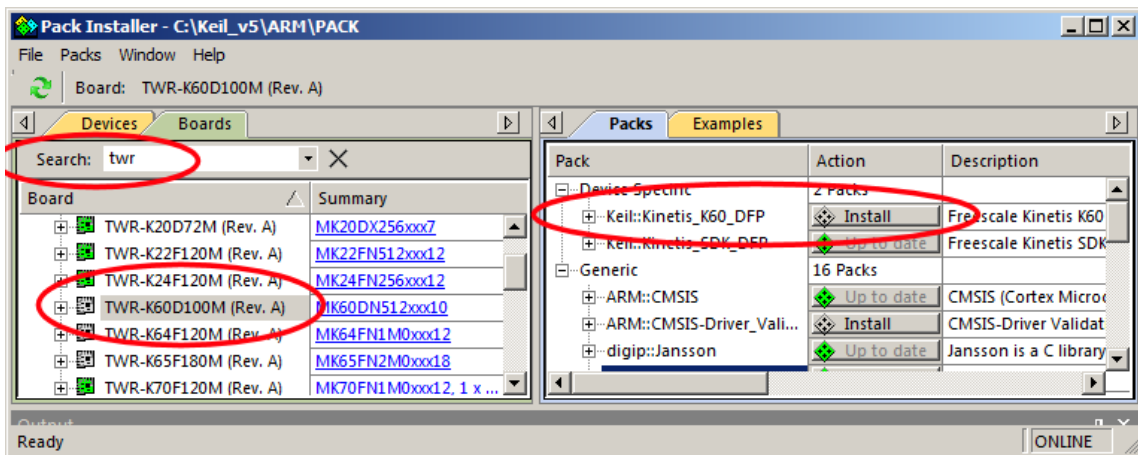 Pack Installer - C:\Keil_v5\ARM\PACK
File Packs Window Help
Board: TWR-K60D100M (Rev. A)
Devices Boards
Search: twr
Board Summary
TWR-K20D72M (Rev. A) MK20DX256xxx7
TWR-K22F120M (Rev. A) MK22FN512xxx12
TWR-K24F120M (Rev. A) MK24FN256xxx12
TWR-K60D100M (Rev. A) MK60DN512xxx10
TWR-K64F120M (Rev. A) MK64FN1M0xxx12
TWR-K65F180M (Rev. A) MK65FN2M0xxx18
TWR-K70F120M (Rev. A) MK70FN1M0xxx12, 1 x ...
Packs Examples
Pack Action Description
Device Specific 2 Packs
Keil::Kinetis_K60_DFP Install Freescale Kinetis K60
Keil::Kinetis_SDK_DFP Up to date Freescale Kinetis SDK
Generic 16 Packs
ARM::CMSIS Up to date CMSIS (Cortex Microc
ARM::CMSIS-Driver_Vali... Install CMSIS-Driver Validat
digip::Jansson Up to date Jansson is a C library
Output
Ready ONLINE